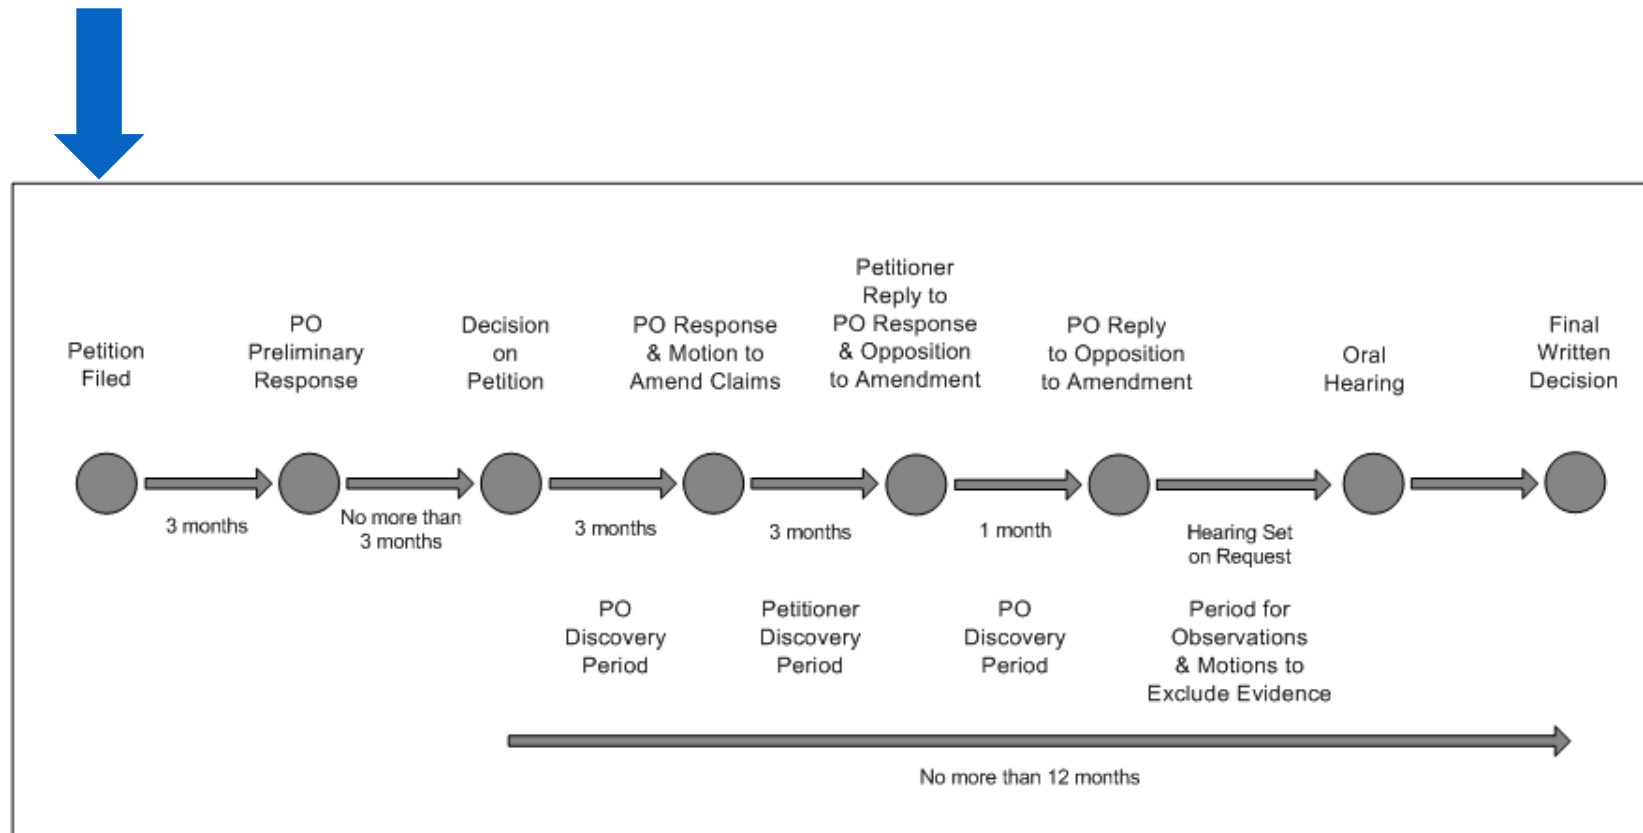 Petition
Filed
PO
Preliminary
Response
Decision
on
Petition
PO Response
& Motion to
Amend Claims
Petitioner
Reply to
PO Response
& Opposition
to Amendment
PO Reply
to Opposition
to Amendment
Oral
Hearing
Final
Written
Decision
3 months
No more than
3 months
3 months
3 months
1 month
Hearing Set
on Request
PO
Discovery
Period
Petitioner
Discovery
Period
PO
Discovery
Period
Period for
Observations
& Motions to
Exclude Evidence
No more than 12 months